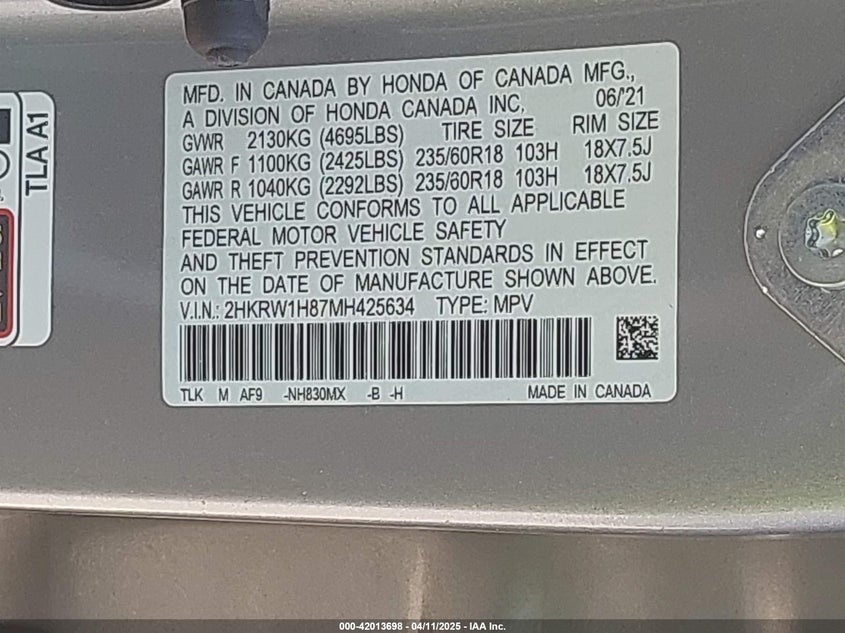 MFD. IN CANADA BY HONDA OF CANADA MFG.,
A DIVISION OF HONDA CANADA INC. 06/'21
GVWR 2130KG (4695LBS) TIRE SIZE RIM SIZE
GAWR F 1100KG (2425LBS) 235/60R18 103H 18X7.5J
GAWR R 1040KG (2292LBS) 235/60R18 103H 18X7.5J
THIS VEHICLE CONFORMS TO ALL APPLICABLE
FEDERAL MOTOR VEHICLE SAFETY
AND THEFT PREVENTION STANDARDS IN EFFECT
ON THE DATE OF MANUFACTURE SHOWN ABOVE.
V.I.N.: 2HKRW1H87MH425634 TYPE: MPV
TLK M AF9 -NH830MX -B -H MADE IN CANADA
TLA A1
000-42013698 - 04/11/2025 - IAA Inc.